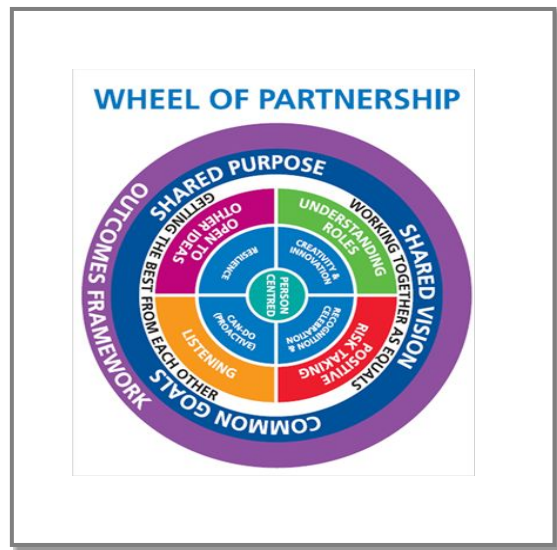 WHEEL OF PARTNERSHIP
OUTCOMES FRAMEWORK
SHARED PURPOSE
SHARED VISION
COMMON GOALS
GETTING THE BEST FROM EACH OTHER
WORKING TOGETHER AS EQUALS
OPEN TO
OTHER IDEAS
UNDERSTANDING
ROLES
POSITIVE
RISK TAKING
LISTENING
RESILIENCE
CREATIVITY &
INNOVATION
RECOGNITION &
CELEBRATION
CAN-DO
(PROACTIVE)
PERSON
CENTRED